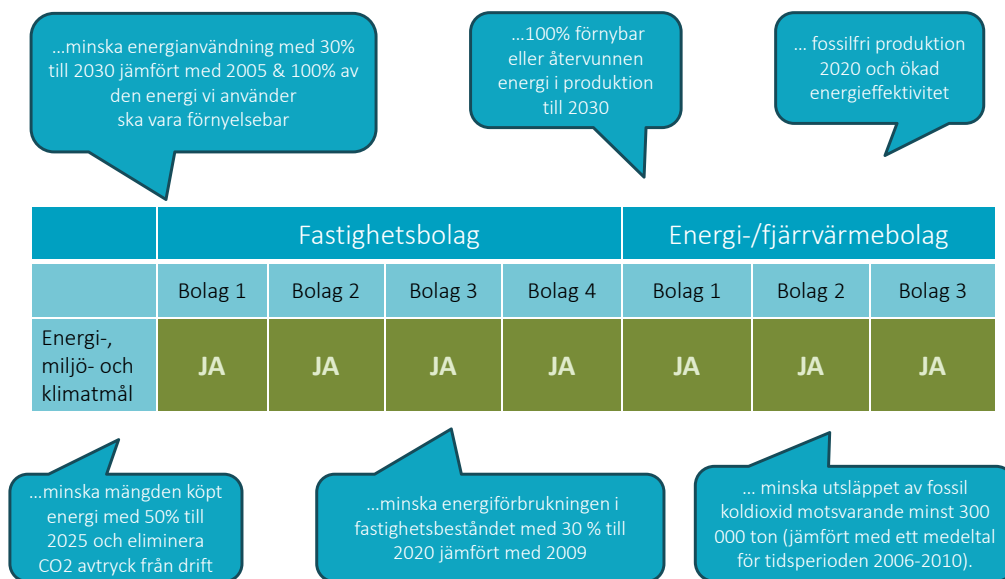 ...minska energianvändning med 30%
till 2030 jämfört med 2005 & 100% av
den energi vi använder
ska vara förnyelsebar
...100% förnybar
eller återvunnen
energi i produktion
till 2030
... fossilfri produktion
2020 och ökad
energieffektivitet
Fastighetsbolag
Energi-/fjärrvärmebolag
Bolag 1
Bolag 2
Bolag 3
Bolag 4
Bolag 1
Bolag 2
Bolag 3
Energi-,
miljö- och
klimatmål
JA
JA
JA
JA
JA
JA
JA
...minska mängden köpt
energi med 50% till
2025 och eliminera
CO2 avtryck från drift
...minska energiförbrukningen i
fastighetsbeståndet med 30 % till
2020 jämfört med 2009
... minska utsläppet av fossil
koldioxid motsvarande minst 300
000 ton (jämfört med ett medeltal
för tidsperioden 2006-2010).